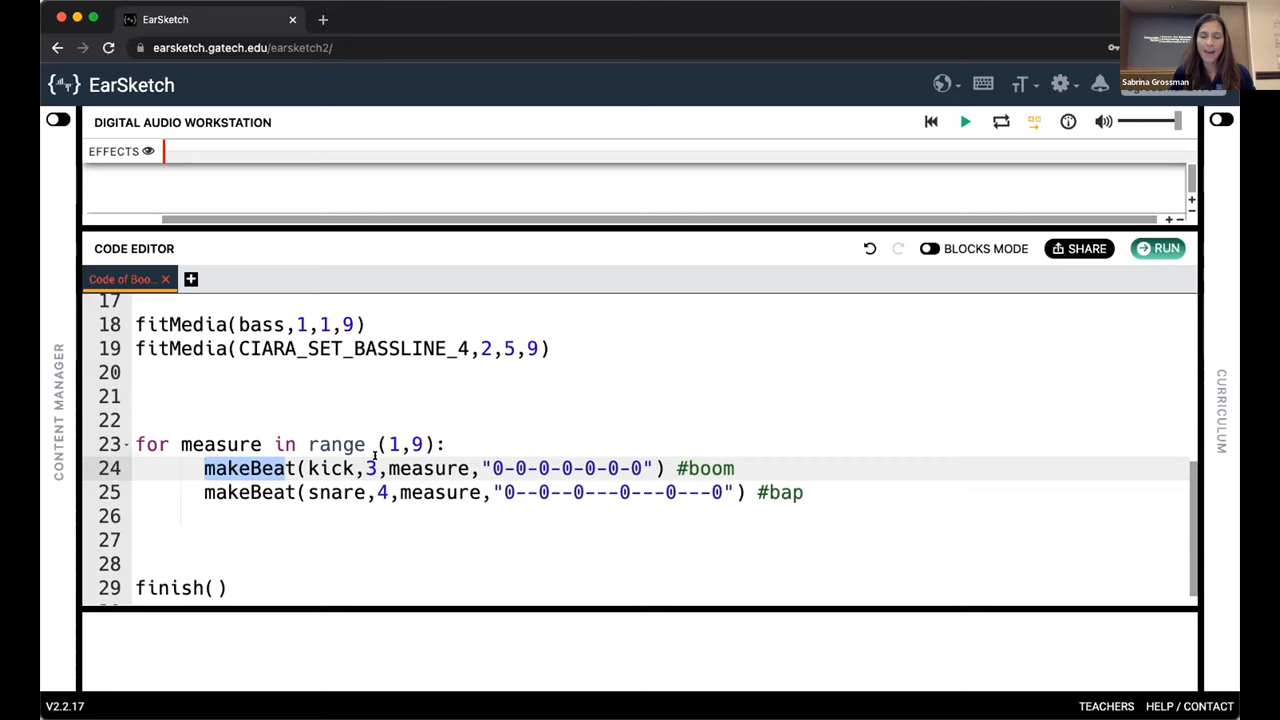 EarSketch
earsketch.gatech.edu/earsketch2/
Sabrina Grossman
EarSketch
DIGITAL AUDIO WORKSTATION
EFFECTS
CODE EDITOR
BLOCKS MODE
SHARE
RUN
Code of Boo...
17
18 fitMedia(bass,1,1,9)
19 fitMedia(CIARA_SET_BASSLINE_4,2,5,9)
20
21
22
23 for measure in range (1,9):
24 makeBeat(kick,3,measure,"0-0-0-0-0-0-0") #boom
25 makeBeat(snare,4,measure,"0--0--0---0---0---0") #bap
26
27
28
29 finish()
CONTENT MANAGER
CURRICULUM
V2.2.17
TEACHERS
HELP / CONTACT